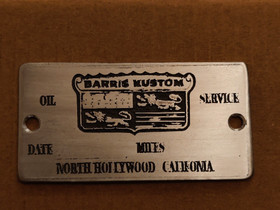 BARRIS KUSTOM
OIL SERVICE
DATE MILES
NORTH HOLLYWOOD CALIFONIA